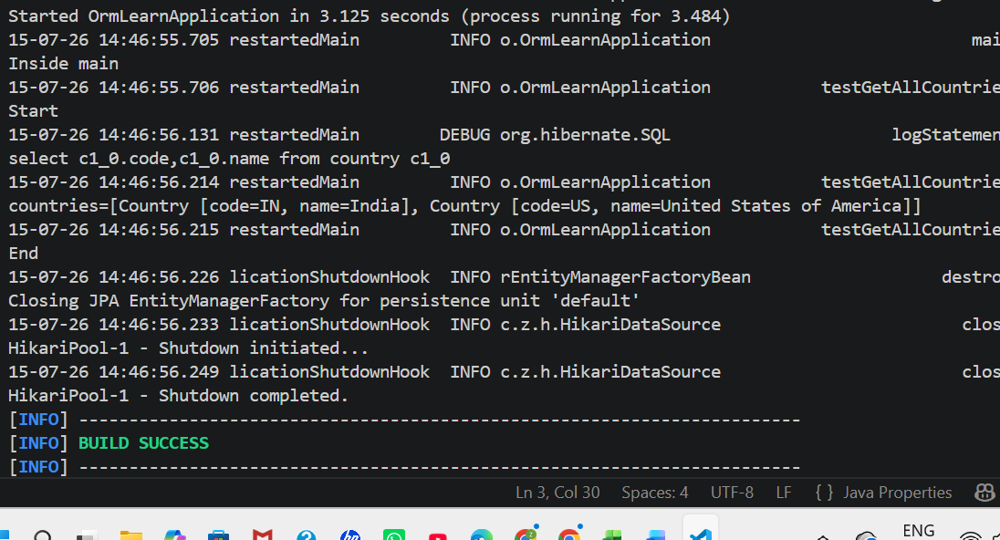 Started OrmLearnApplication in 3.125 seconds (process running for 3.484)
15-07-26 14:46:55.705 restartedMain INFO o.OrmLearnApplication mai
Inside main
15-07-26 14:46:55.706 restartedMain INFO o.OrmLearnApplication testGetAllCountrie
Start
15-07-26 14:46:56.131 restartedMain DEBUG org.hibernate.SQL logStatemen
select c1_0.code,c1_0.name from country c1_0
15-07-26 14:46:56.214 restartedMain INFO o.OrmLearnApplication testGetAllCountrie
countries=[Country [code=IN, name=India], Country [code=US, name=United States of America]]
15-07-26 14:46:56.215 restartedMain INFO o.OrmLearnApplication testGetAllCountrie
End
15-07-26 14:46:56.226 licationShutdownHook INFO rEntityManagerFactoryBean destro
Closing JPA EntityManagerFactory for persistence unit 'default'
15-07-26 14:46:56.233 licationShutdownHook INFO c.z.h.HikariDataSource clos
HikariPool-1 - Shutdown initiated...
15-07-26 14:46:56.249 licationShutdownHook INFO c.z.h.HikariDataSource clos
HikariPool-1 - Shutdown completed.
[INFO] ------------------------------------------------------------------------
[INFO] BUILD SUCCESS
[INFO] ------------------------------------------------------------------------
Ln 3, Col 30 Spaces: 4 UTF-8 LF { } Java Properties
hp
ENG